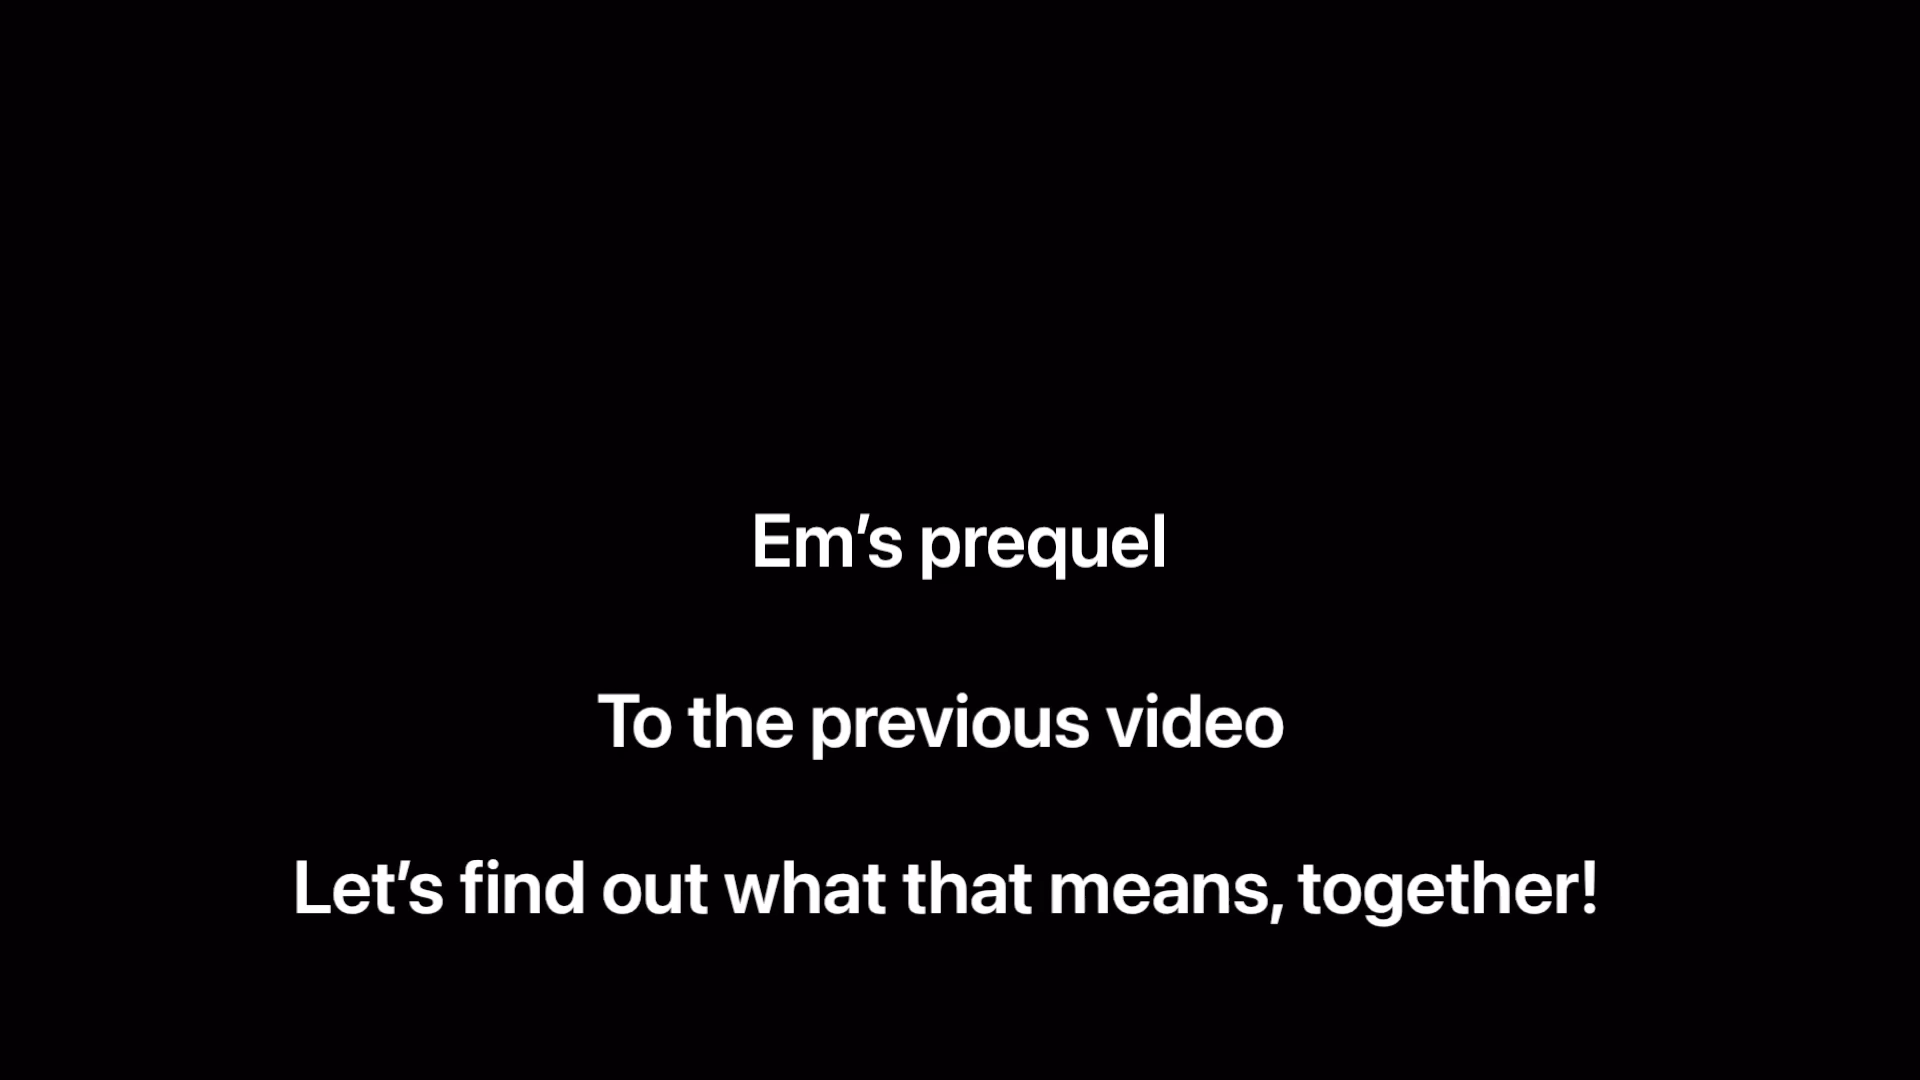 Em’s prequel
To the previous video
Let’s find out what that means, together!